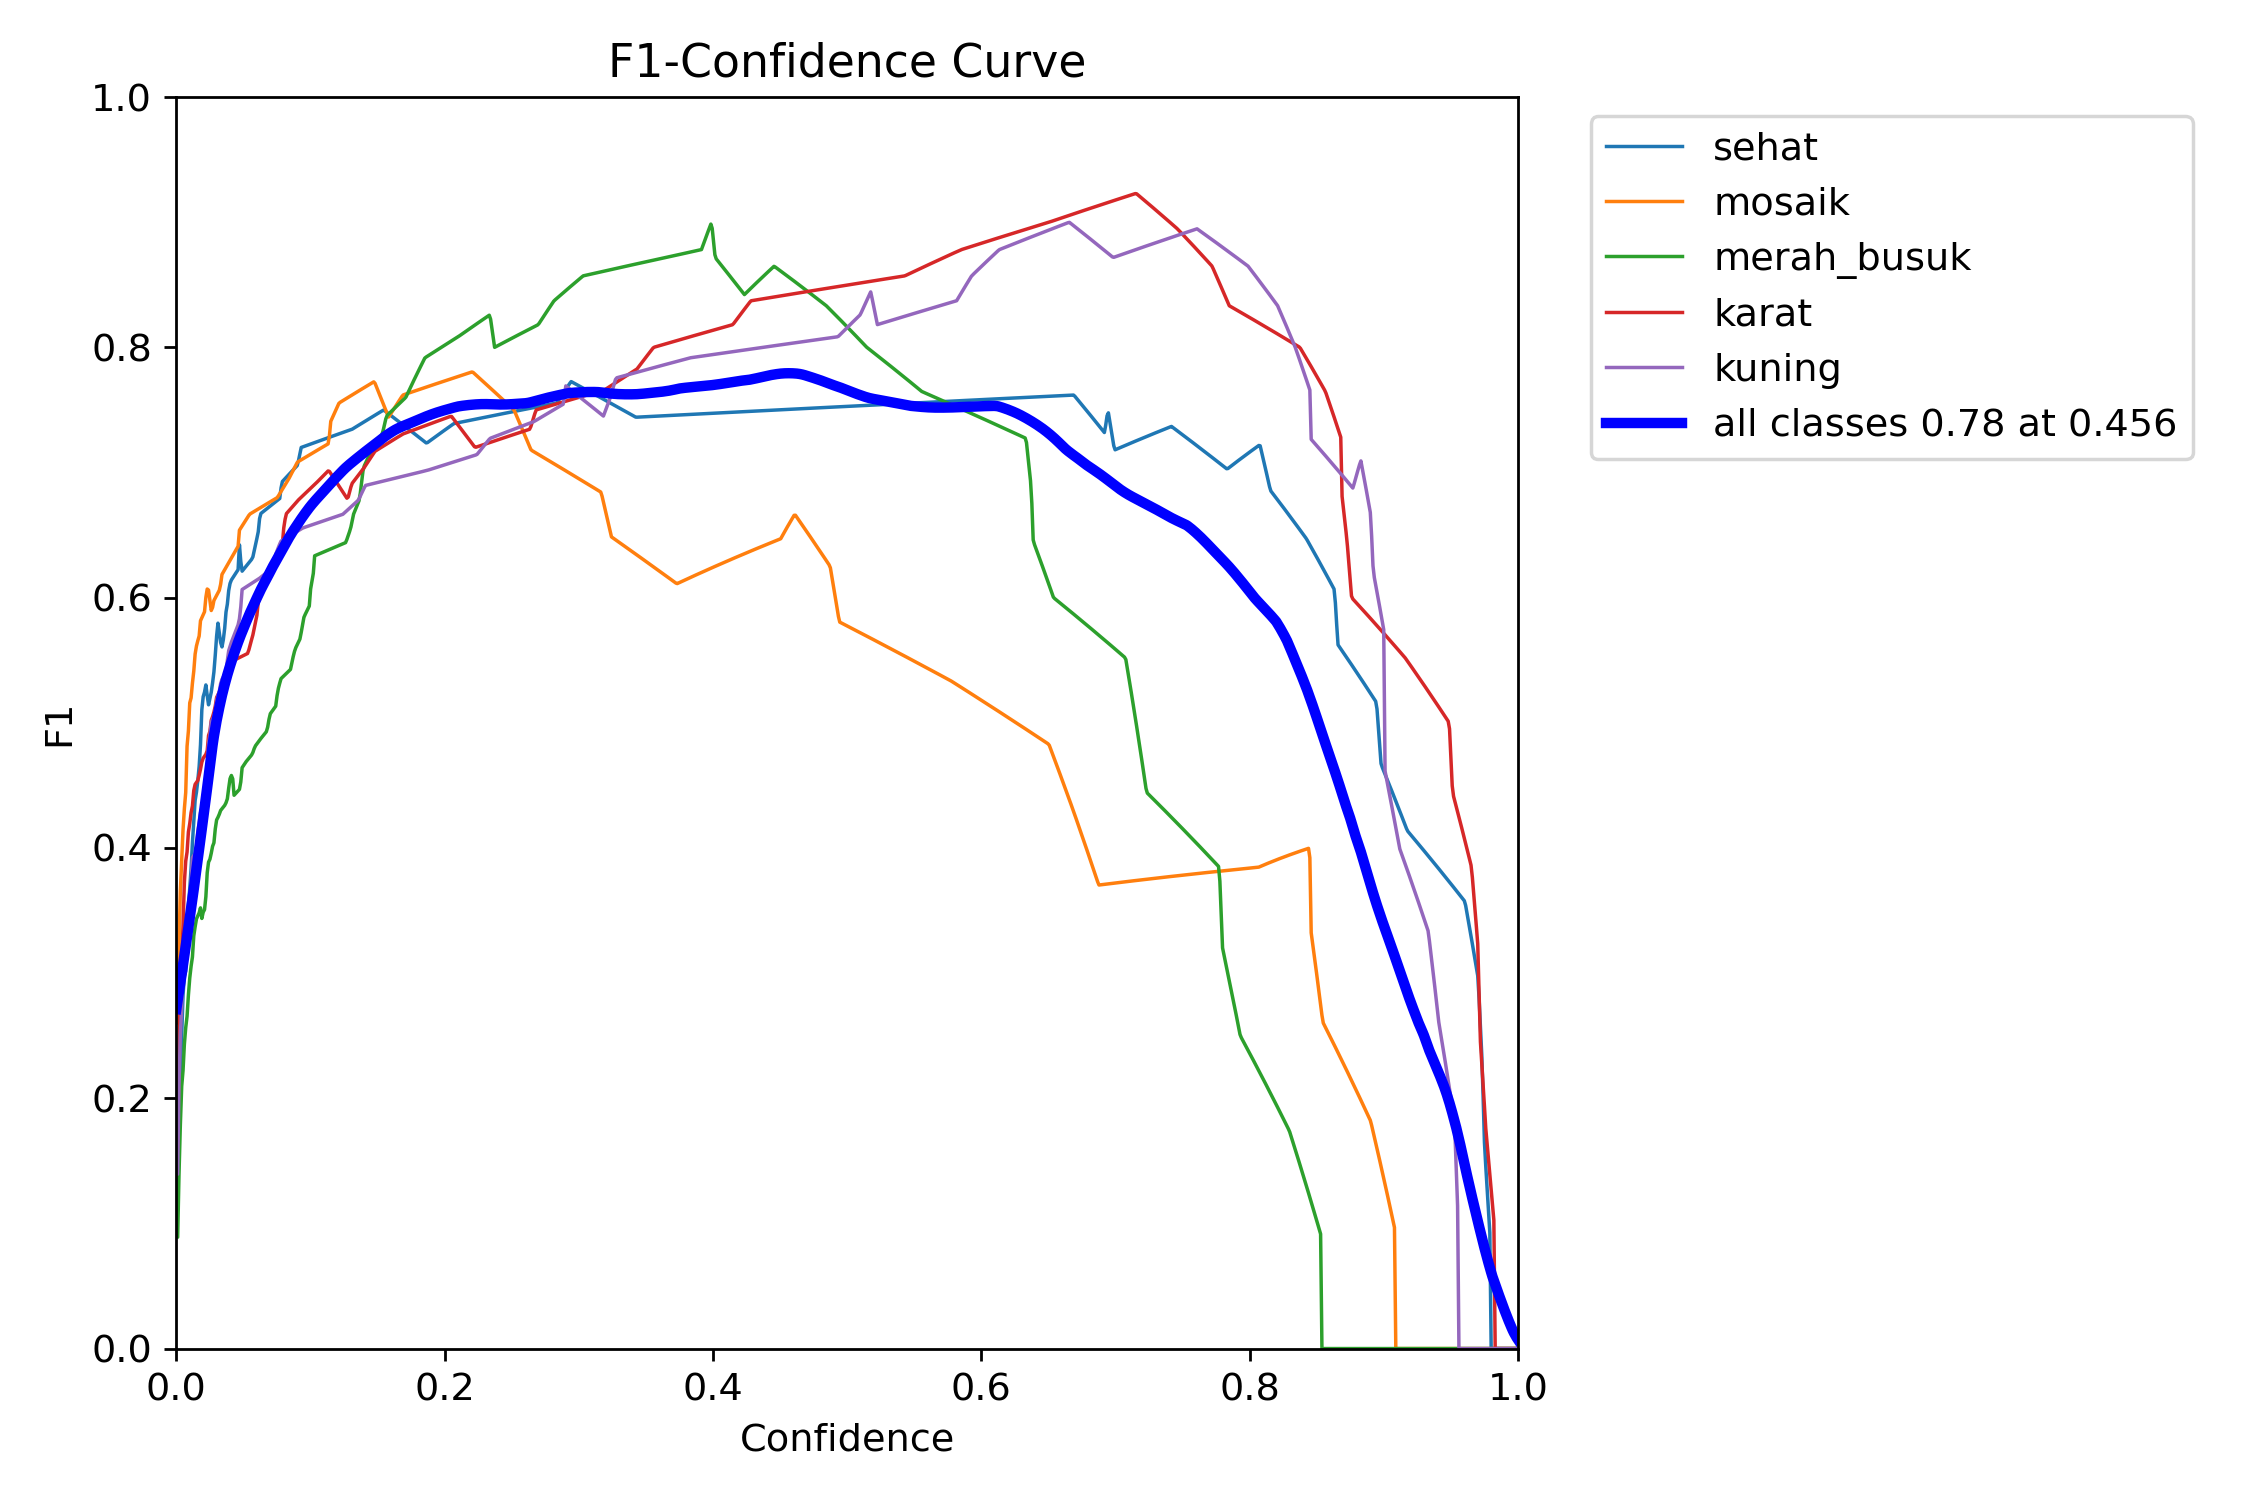 F1-Confidence Curve
1.0
0.8
0.6
0.4
0.2
0.0
F1
0.0 0.2 0.4 0.6 0.8 1.0
Confidence
sehat
mosaik
merah_busuk
karat
kuning
all classes 0.78 at 0.456